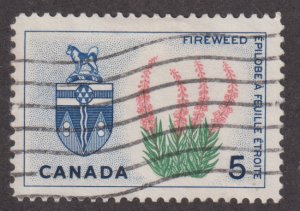 FIREWEED
ÉPILOBE À FEUILLE ÉTROITE
CANADA 5